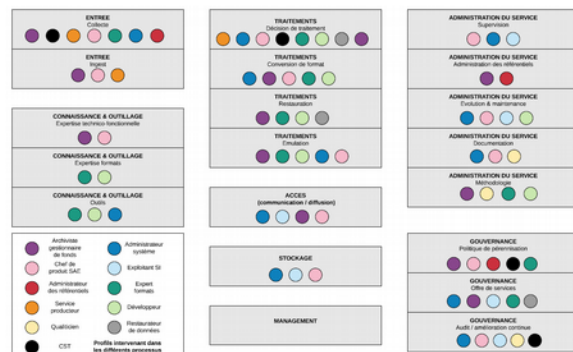 ENTREE
Collecte
ENTREE
Ingest
CONNAISSANCE & OUTILLAGE
Expertise technico fonctionnelle
CONNAISSANCE & OUTILLAGE
Expertise formats
CONNAISSANCE & OUTILLAGE
Outils
Archiviste
gestionnaire
de fonds
Administrateur
système
Chef de
produit SAE
Exploitant SI
Administrateur
des référentiels
Expert
formats
Service
producteur
Développeur
Qualiticien
Restaurateur
de données
CST
Profils intervenant dans
les différents processus
TRAITEMENTS
Décision de traitement
TRAITEMENTS
Conversion de format
TRAITEMENTS
Restauration
TRAITEMENTS
Emulation
ACCES
(communication / diffusion)
STOCKAGE
MANAGEMENT
ADMINISTRATION DU SERVICE
Supervision
ADMINISTRATION DU SERVICE
Administration des référentiels
ADMINISTRATION DU SERVICE
Evolution & maintenance
ADMINISTRATION DU SERVICE
Documentation
ADMINISTRATION DU SERVICE
Méthodologie
GOUVERNANCE
Politique de pérennisation
GOUVERNANCE
Offre de services
GOUVERNANCE
Audit / amélioration continue